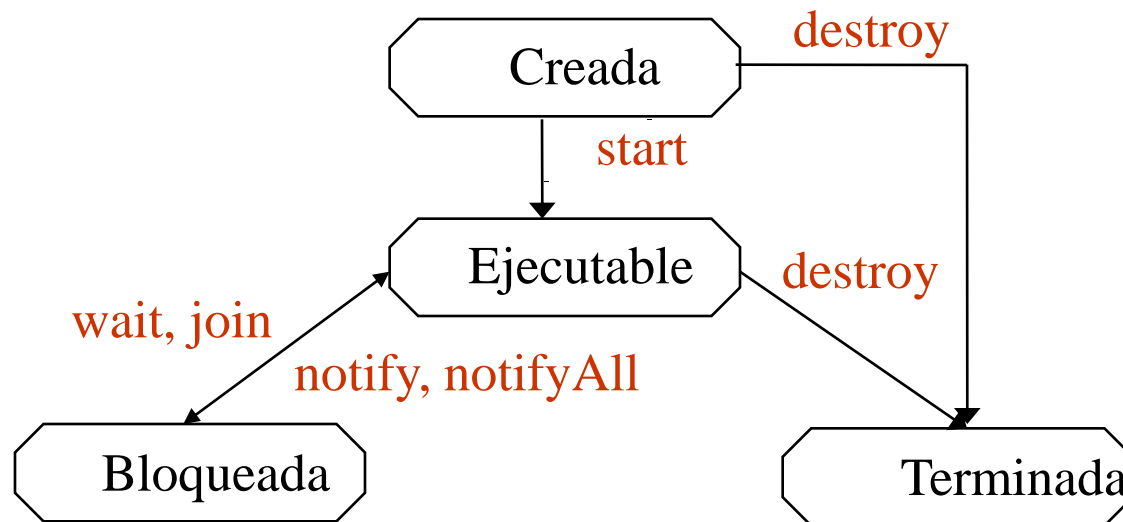 destroy
Creada
start
Ejecutable
destroy
wait, join
notify, notifyAll
Bloqueada
Terminada